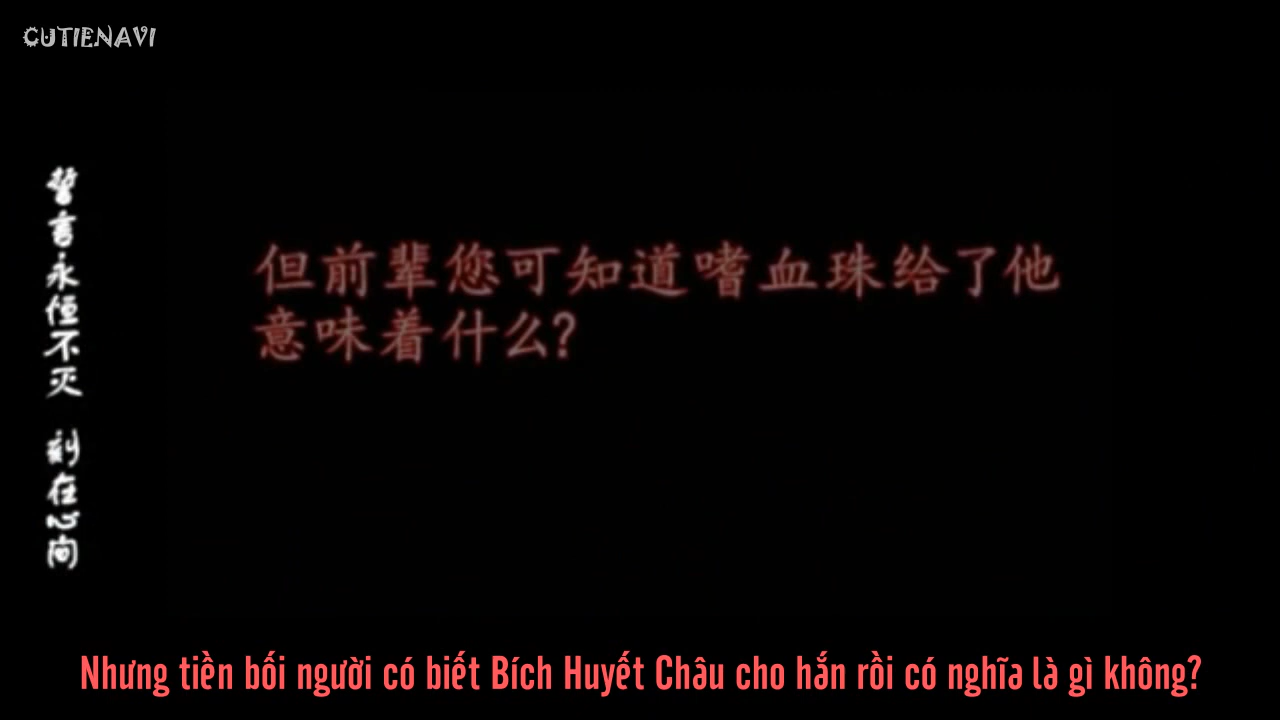 CUTIENAVI
誓言永恒不灭 刻在心间
但前辈您可知道嗜血珠给了他
意味着什么?
Nhưng tiền bối người có biết Bích Huyết Châu cho hắn rồi có nghĩa là gì không?